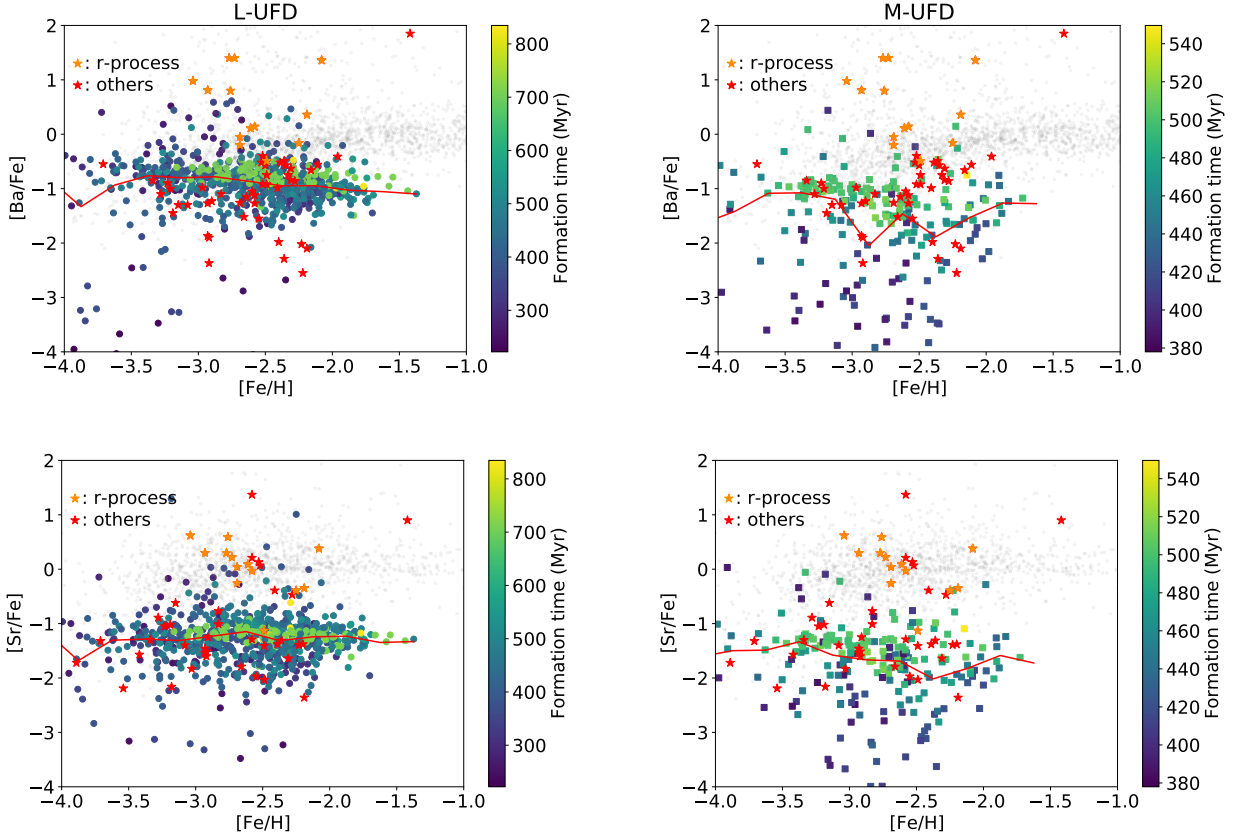 L-UFD
M-UFD
2
1
0
−1
−2
−3
−4
[Ba/Fe]
★: r-process
★: others
−4.0 −3.5 −3.0 −2.5 −2.0 −1.5 −1.0
[Fe/H]
800
700
600
500
400
300
Formation time (Myr)
2
1
0
−1
−2
−3
−4
[Ba/Fe]
★: r-process
★: others
−4.0 −3.5 −3.0 −2.5 −2.0 −1.5 −1.0
[Fe/H]
540
520
500
480
460
440
420
400
380
Formation time (Myr)
2
1
0
−1
−2
−3
−4
[Sr/Fe]
★: r-process
★: others
−4.0 −3.5 −3.0 −2.5 −2.0 −1.5 −1.0
[Fe/H]
800
700
600
500
400
300
Formation time (Myr)
2
1
0
−1
−2
−3
−4
[Sr/Fe]
★: r-process
★: others
−4.0 −3.5 −3.0 −2.5 −2.0 −1.5 −1.0
[Fe/H]
540
520
500
480
460
440
420
400
380
Formation time (Myr)